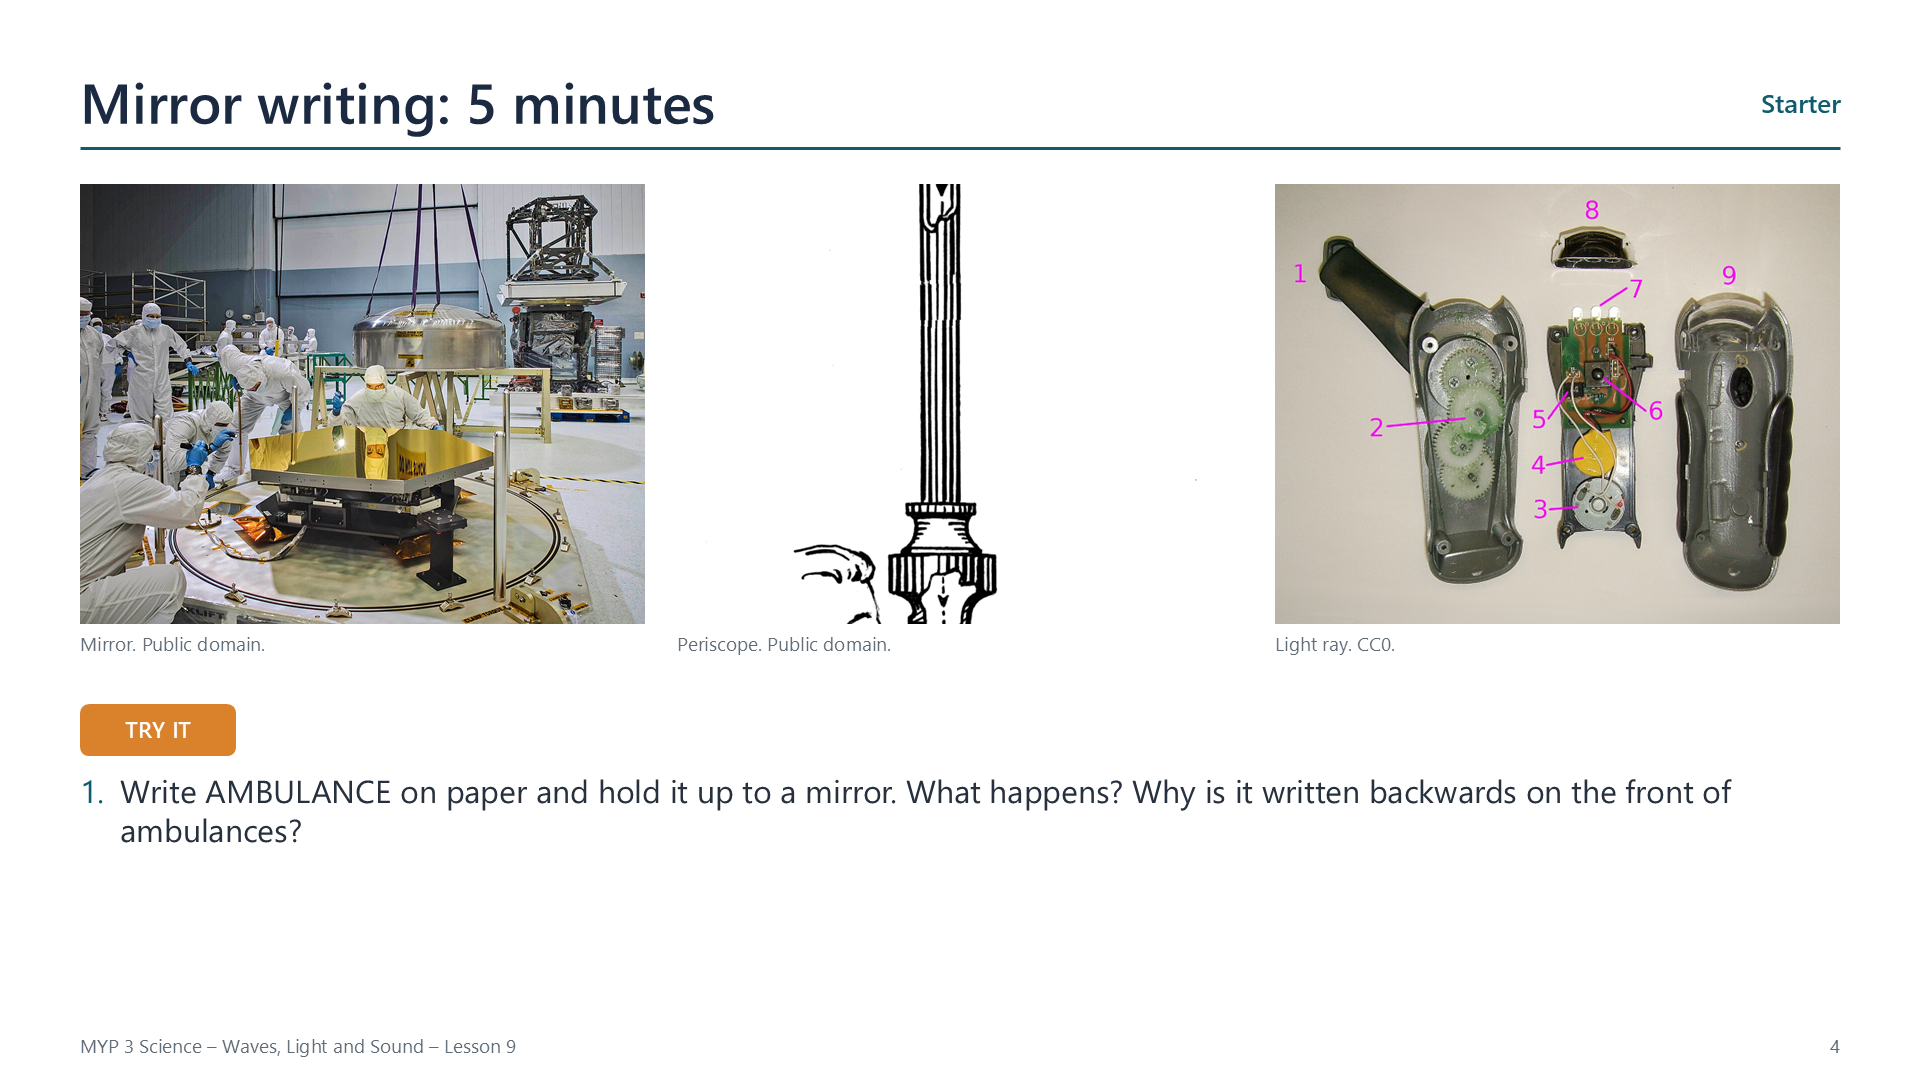 Mirror writing: 5 minutes
Starter
8
1
7
9
2
5
6
4
3
Mirror. Public domain.
Periscope. Public domain.
Light ray. CC0.
TRY IT
1. Write AMBULANCE on paper and hold it up to a mirror. What happens? Why is it written backwards on the front of
ambulances?
MYP 3 Science – Waves, Light and Sound – Lesson 9
4